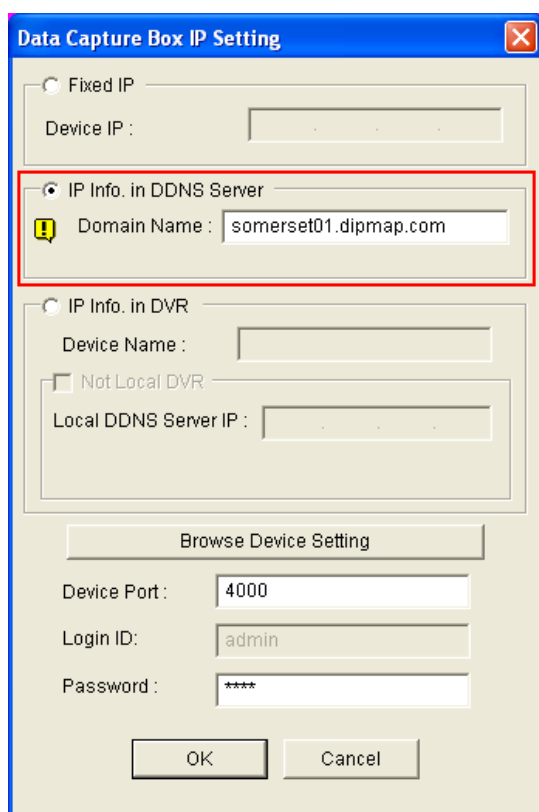 Data Capture Box IP Setting
Fixed IP
Device IP :
IP Info. in DDNS Server
Domain Name : somerset01.dipmap.com
IP Info. in DVR
Device Name :
Not Local DVR
Local DDNS Server IP :
Browse Device Setting
Device Port : 4000
Login ID: admin
Password : ****
OK Cancel